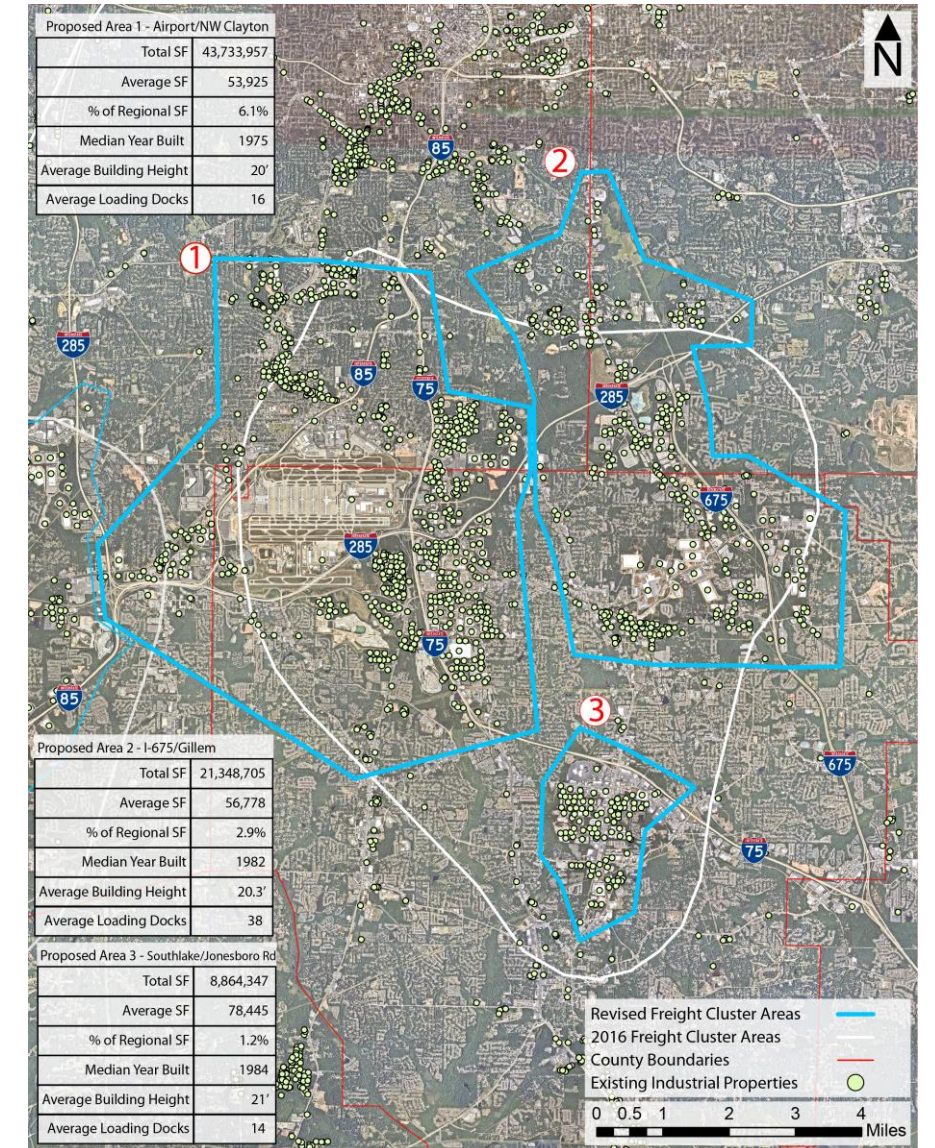 Proposed Area 1 - Airport/NW Clayton
Total SF 43,733,957
Average SF 53,925
% of Regional SF 6.1%
Median Year Built 1975
Average Building Height 20'
Average Loading Docks 16
N
85
2
1
285
85
75
285
675
285
75
85
3
Proposed Area 2 - I-675/Gillem
Total SF 21,348,705
Average SF 56,778
% of Regional SF 2.9%
Median Year Built 1982
Average Building Height 20.3'
Average Loading Docks 38
675
75
Proposed Area 3 - Southlake/Jonesboro Rd
Total SF 8,864,347
Average SF 78,445
% of Regional SF 1.2%
Median Year Built 1984
Average Building Height 21'
Average Loading Docks 14
Revised Freight Cluster Areas
2016 Freight Cluster Areas
County Boundaries
Existing Industrial Properties
0 0.5 1 2 3 4
Miles